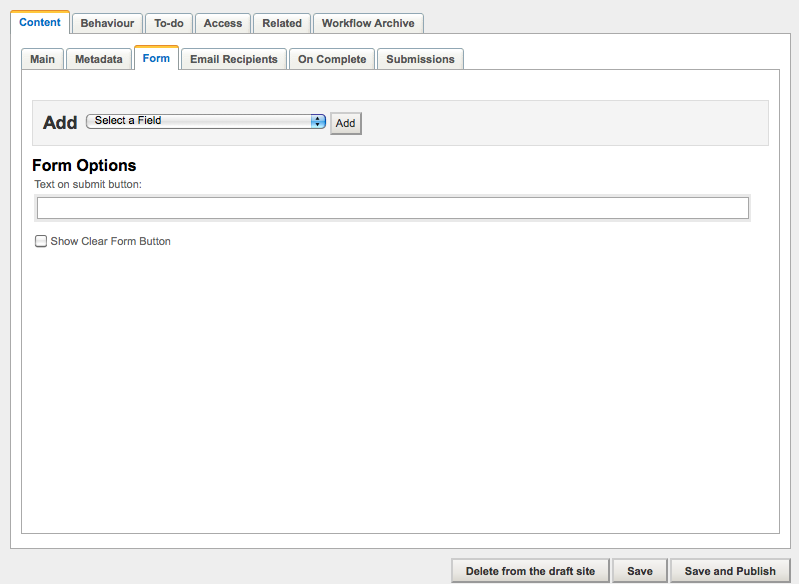 Content Behaviour To-do Access Related Workflow Archive
Main Metadata Form Email Recipients On Complete Submissions
Add Select a Field Add
Form Options
Text on submit button:
Show Clear Form Button
Delete from the draft site Save Save and Publish